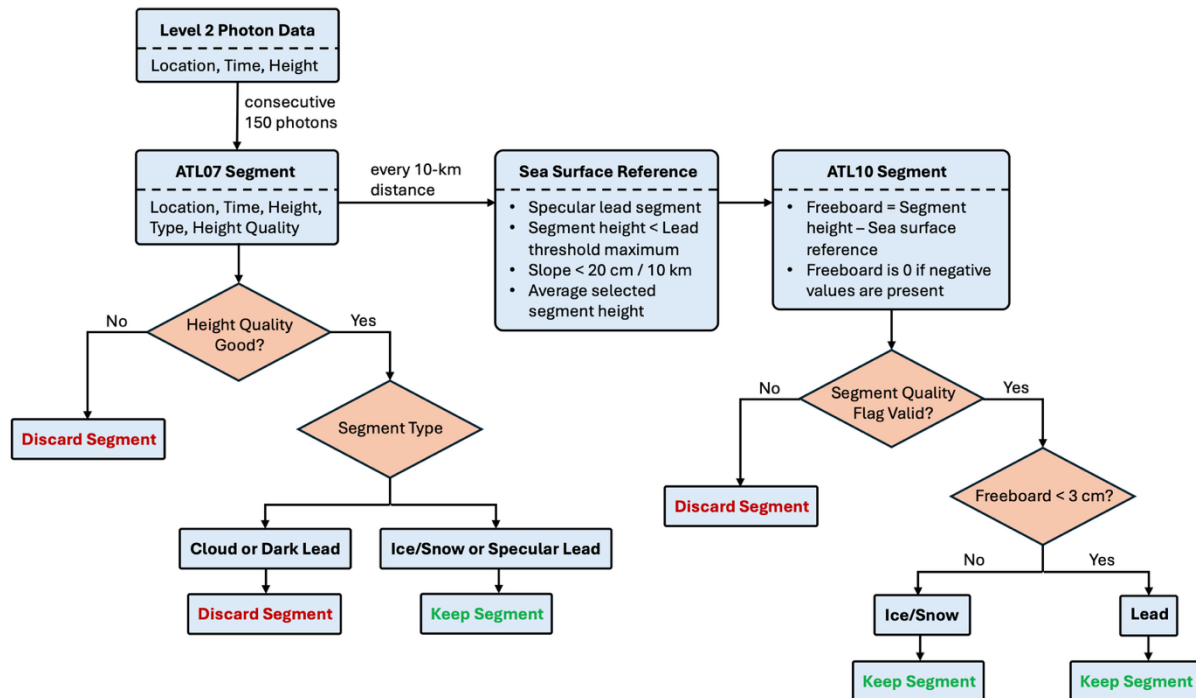 Level 2 Photon Data
Location, Time, Height
consecutive
150 photons
ATL07 Segment
Location, Time, Height,
Type, Height Quality
every 10-km
distance
Sea Surface Reference
• Specular lead segment
• Segment height < Lead
threshold maximum
• Slope < 20 cm / 10 km
• Average selected
segment height
ATL10 Segment
• Freeboard = Segment
height – Sea surface
reference
• Freeboard is 0 if negative
values are present
No
Height Quality
Good?
Yes
Discard Segment
Segment Type
Cloud or Dark Lead
Ice/Snow or Specular Lead
Discard Segment
Keep Segment
No
Segment Quality
Flag Valid?
Yes
Discard Segment
Freeboard < 3 cm?
No
Yes
Ice/Snow
Lead
Keep Segment
Keep Segment